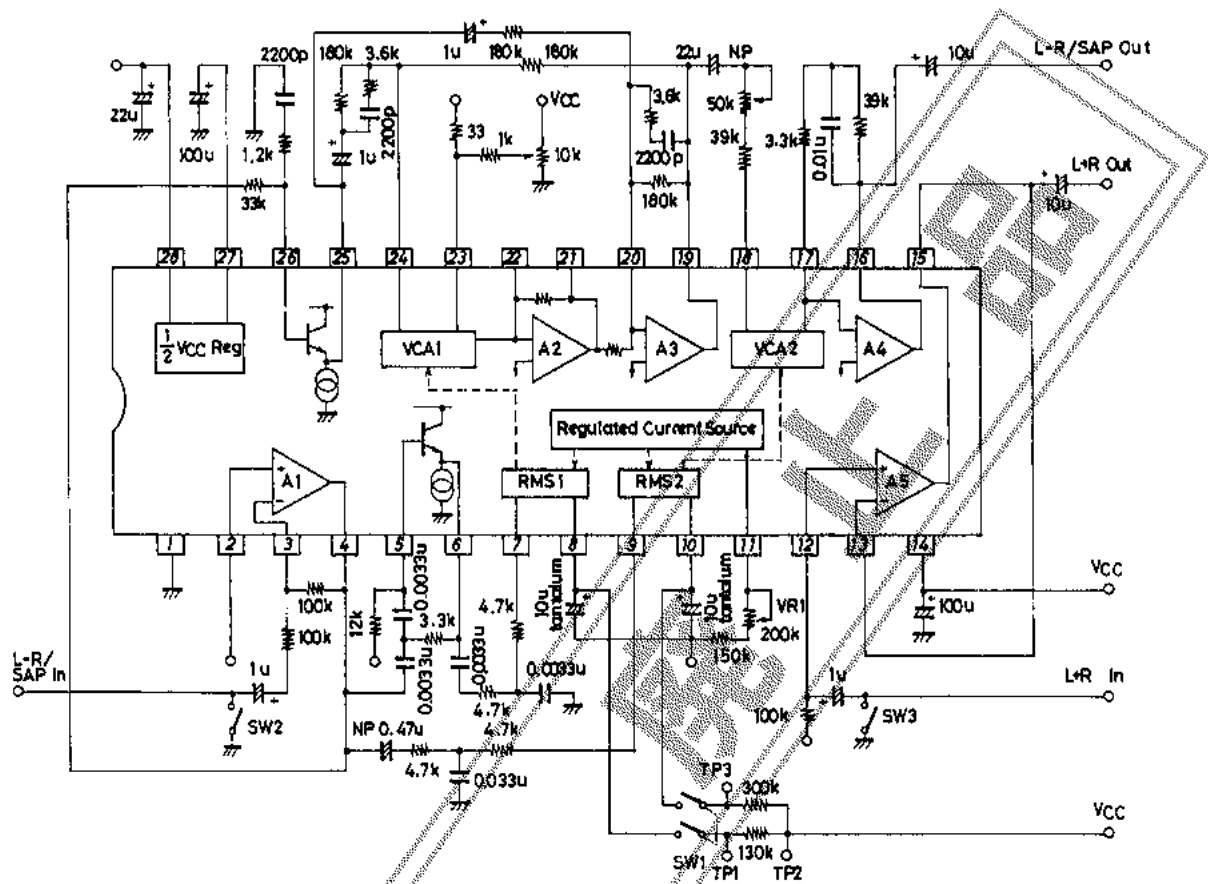 L-R/SAP Out
1u
180k
180k
22u
NP
10u
180k
3.6k
2200p
50k
39k
3.6k
22u
100u
1.2k
1u
2200p
33
VCC
1k
10k
2200p
39k
3.3k
0.01u
L+R Out
10u
33k
180k
28
27
26
25
24
23
22
21
20
19
18
17
16
15
1/2 VCC Reg
VCA1
A2
A3
VCA2
A4
Regulated Current Source
A1
RMS1
RMS2
A5
1
2
3
4
5
6
7
8
9
10
11
12
13
14
100k
100k
12k
0.0033u
3.3k
0.0033u
0.0033u
4.7k
10u tantalum
10u tantalum
VR1
200k
150k
VCC
100u
L-R/
SAP In
1u
SW2
4.7k
0.0033u
1u
L+R In
100k
SW3
NP 0.47u
4.7k
4.7k
0.033u
TP3
300k
SW1
130k
TP1
TP2
VCC